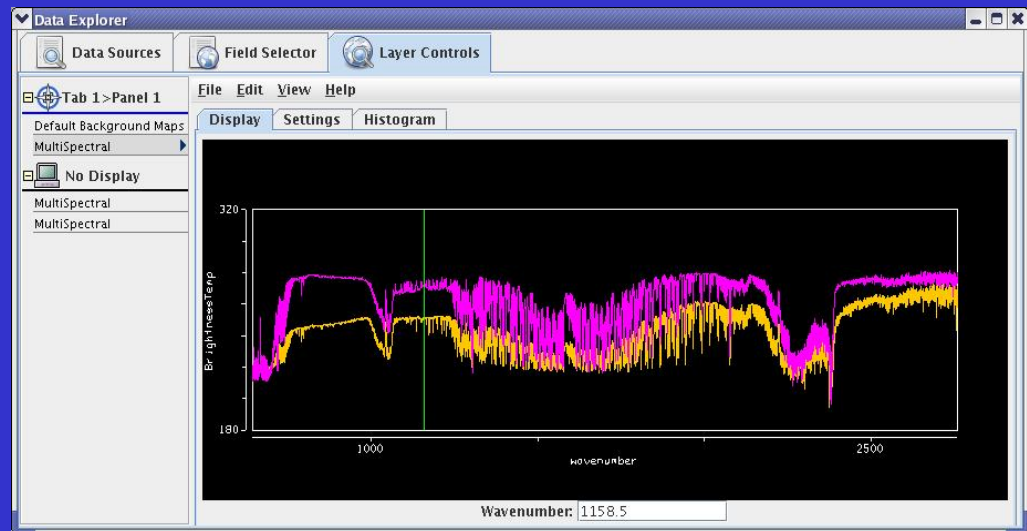 Data Explorer
Data Sources
Field Selector
Layer Controls
Tab 1>Panel 1
Default Background Maps
MultiSpectral
No Display
MultiSpectral
MultiSpectral
File Edit View Help
Display Settings Histogram
320
BrightnessTemp
180
1000
2500
wavenumber
Wavenumber: 1158.5